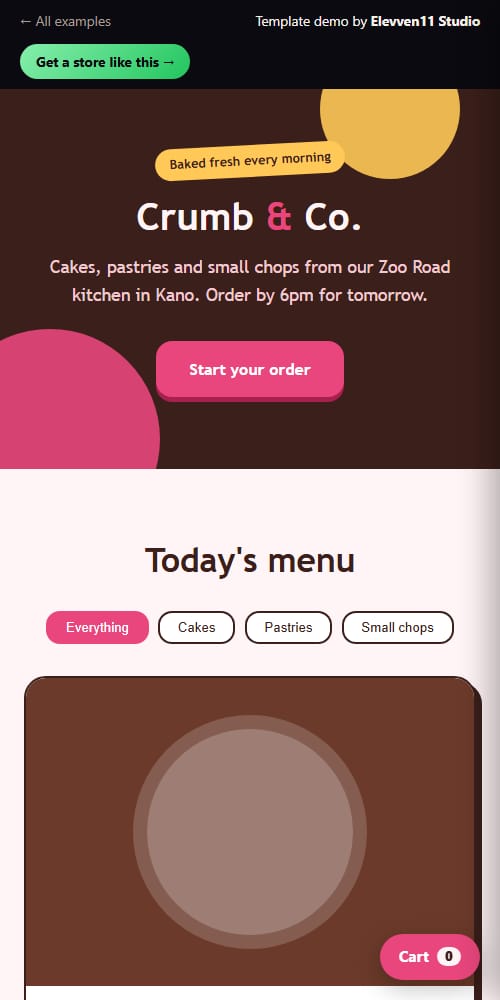 ← All examples
Template demo by Elevven11 Studio
Get a store like this →
Baked fresh every morning
Crumb & Co.
Cakes, pastries and small chops from our Zoo Road
kitchen in Kano. Order by 6pm for tomorrow.
Start your order
Today's menu
Everything
Cakes
Pastries
Small chops
Cart 0